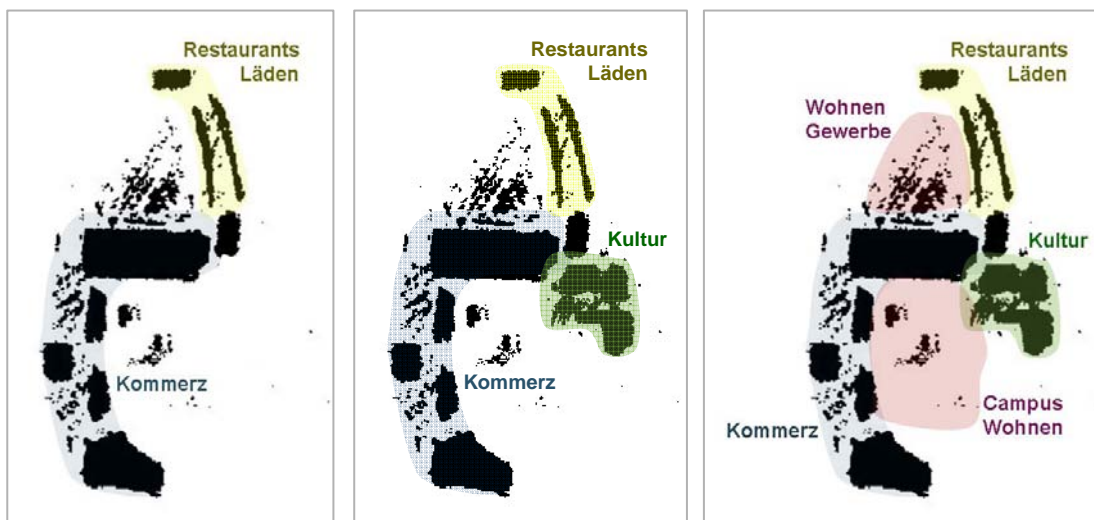 Restaurants
Läden
Kommerz
Restaurants
Läden
Kultur
Kommerz
Restaurants
Läden
Wohnen
Gewerbe
Kultur
Campus
Wohnen
Kommerz